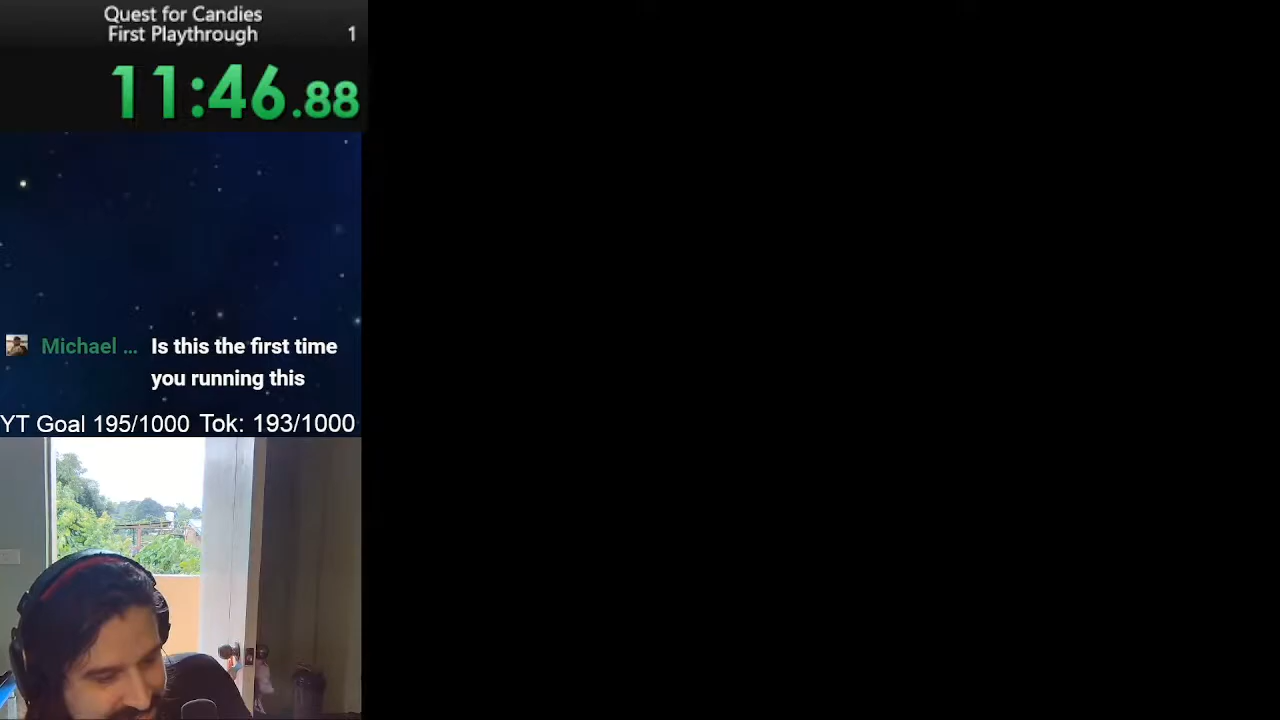 Quest for Candies
First Playthrough 1
11:46.88
Michael ... Is this the first time
you running this
YT Goal 195/1000 Tok: 193/1000